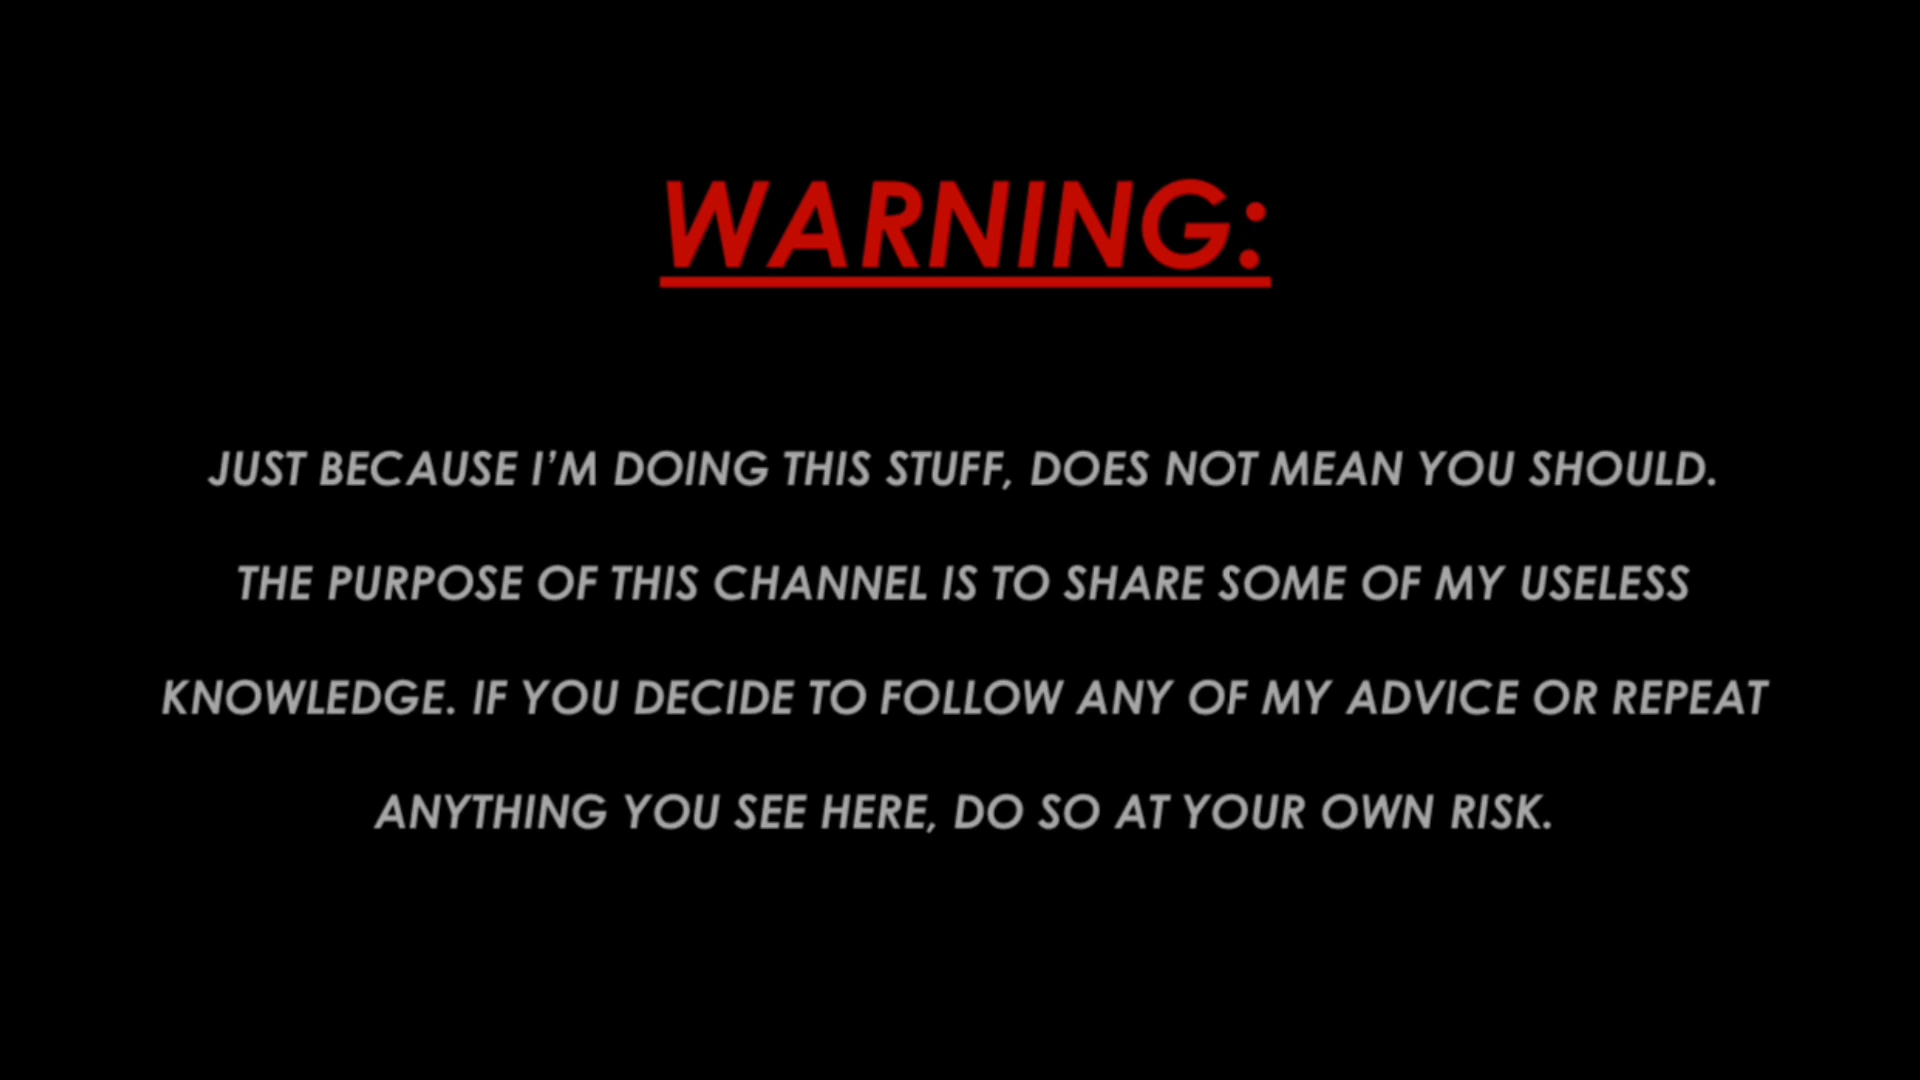 WARNING:
JUST BECAUSE I’M DOING THIS STUFF, DOES NOT MEAN YOU SHOULD.
THE PURPOSE OF THIS CHANNEL IS TO SHARE SOME OF MY USELESS
KNOWLEDGE. IF YOU DECIDE TO FOLLOW ANY OF MY ADVICE OR REPEAT
ANYTHING YOU SEE HERE, DO SO AT YOUR OWN RISK.